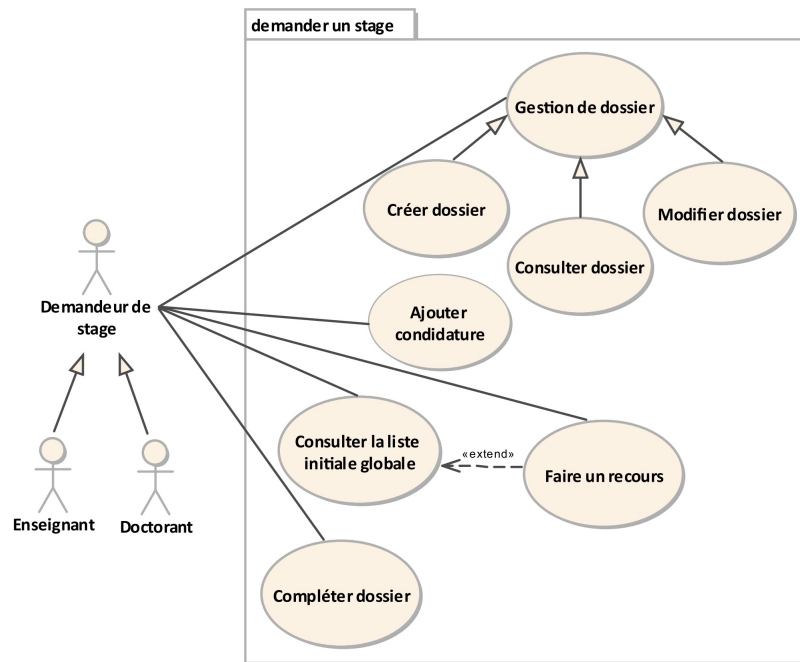 demander un stage
Gestion de dossier
Créer dossier
Modifier dossier
Consulter dossier
Demandeur de
stage
Ajouter
condidature
Consulter la liste
initiale globale
«extend»
Faire un recours
Enseignant
Doctorant
Compléter dossier